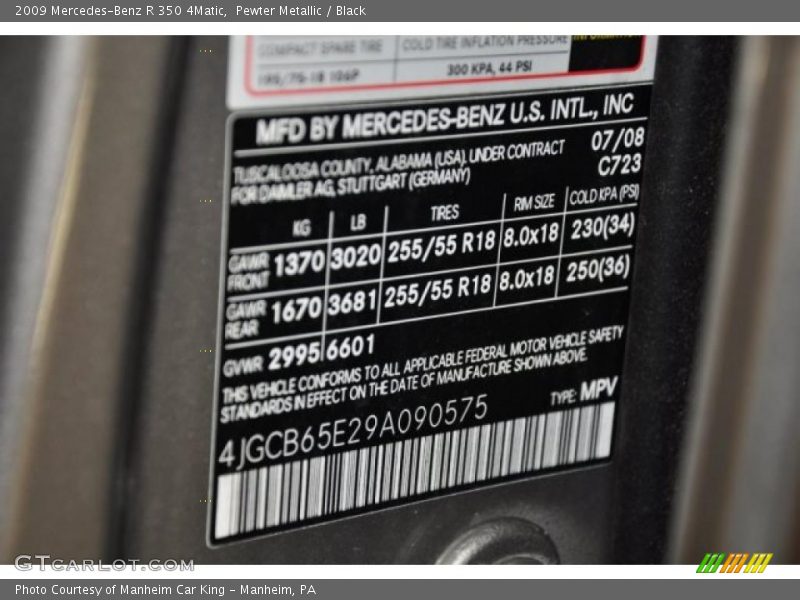 2009 Mercedes-Benz R 350 4Matic,  Pewter Metallic / Black
COMPACT SPARE TIRE COLD TIRE INFLATION PRESSURE INFORMATION
300 KPA, 44 PSI
MFD BY MERCEDES-BENZ U.S. INTL., INC
TUSCALOOSA COUNTY, ALABAMA (USA), UNDER CONTRACT 07/08
FOR DAIMLER AG, STUTTGART (GERMANY) C723
KG LB TIRES RIM SIZE COLD KPA (PSI)
GAWR FRONT 1370 3020 255/55 R18 8.0x18 230(34)
GAWR REAR 1670 3681 255/55 R18 8.0x18 250(36)
GVWR 2995 6601
THIS VEHICLE CONFORMS TO ALL APPLICABLE FEDERAL MOTOR VEHICLE SAFETY
STANDARDS IN EFFECT ON THE DATE OF MANUFACTURE SHOWN ABOVE.
4JGCB65E29A090575 TYPE: MPV
GTCARLOT.COM
Photo Courtesy of Manheim Car King - Manheim, PA